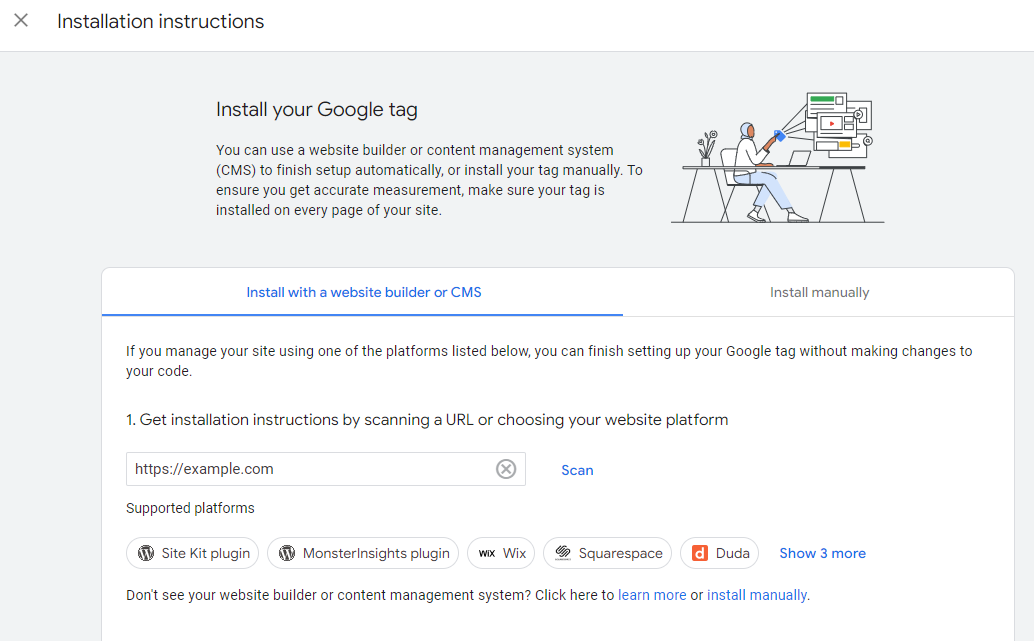 Installation instructions
Install your Google tag
You can use a website builder or content management system
(CMS) to finish setup automatically, or install your tag manually. To
ensure you get accurate measurement, make sure your tag is
installed on every page of your site.
Install with a website builder or CMS
Install manually
If you manage your site using one of the platforms listed below, you can finish setting up your Google tag without making changes to
your code.
1. Get installation instructions by scanning a URL or choosing your website platform
https://example.com
Scan
Supported platforms
Site Kit plugin
MonsterInsights plugin
WiX Wix
Squarespace
d Duda
Show 3 more
Don't see your website builder or content management system? Click here to learn more or install manually.